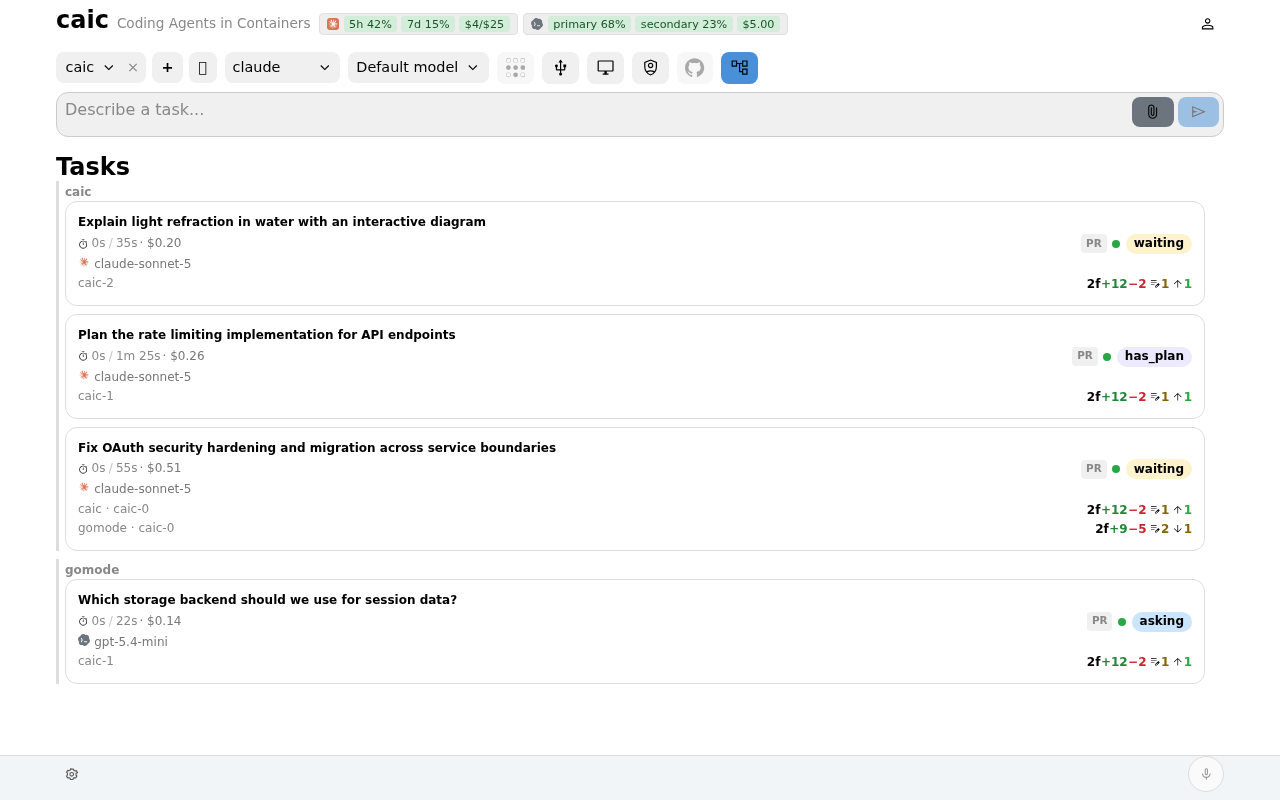 caic Coding Agents in Containers 5h 42% 7d 15% $4/$25 primary 68% secondary 23% $5.00
caic × + claude Default model
Describe a task...
Tasks
caic
Explain light refraction in water with an interactive diagram
0s / 35s · $0.20 PR waiting
claude-sonnet-5
caic-2 2f+12−2 1 ↑1
Plan the rate limiting implementation for API endpoints
0s / 1m 25s · $0.26 PR has_plan
claude-sonnet-5
caic-1 2f+12−2 1 ↑1
Fix OAuth security hardening and migration across service boundaries
0s / 55s · $0.51 PR waiting
claude-sonnet-5
caic · caic-0 2f+12−2 1 ↑1
gomode · caic-0 2f+9−5 2 ↓1
gomode
Which storage backend should we use for session data?
0s / 22s · $0.14 PR asking
gpt-5.4-mini
caic-1 2f+12−2 1 ↑1